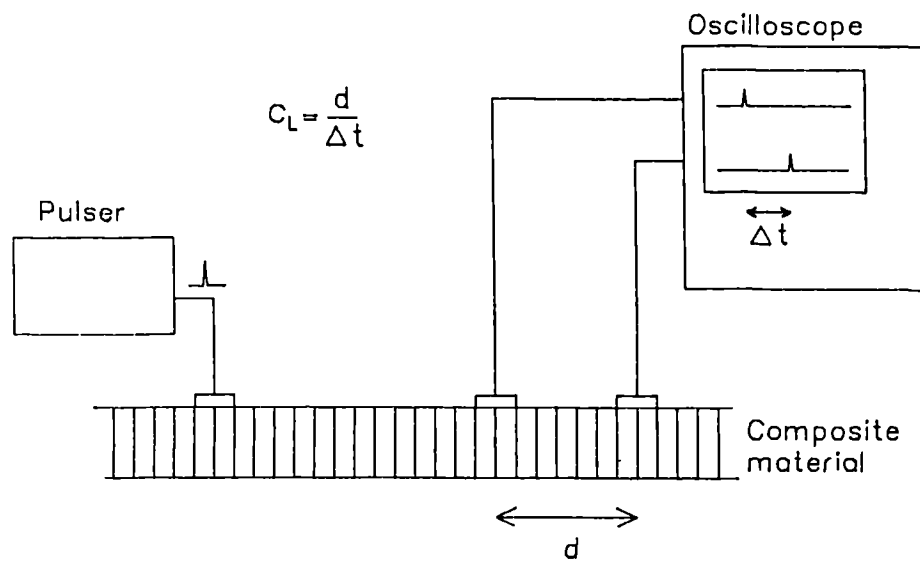 Oscilloscope
C_L = d / Δt
Pulser
Δt
Composite
material
d